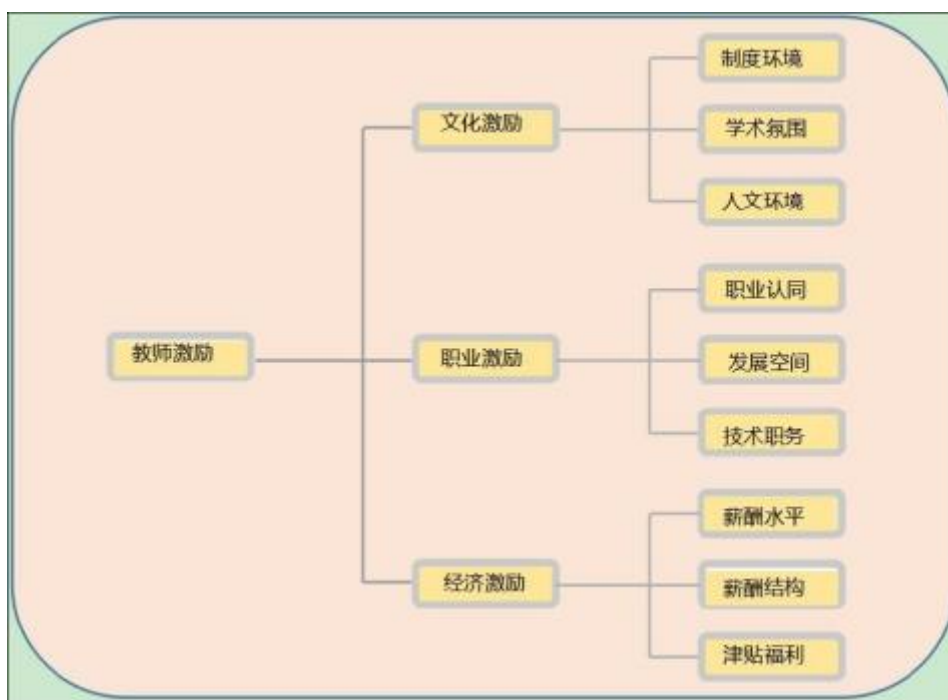 制度环境
文化激励
学术氛围
人文环境
职业认同
教师激励
职业激励
发展空间
技术职务
薪酬水平
经济激励
薪酬结构
津贴福利